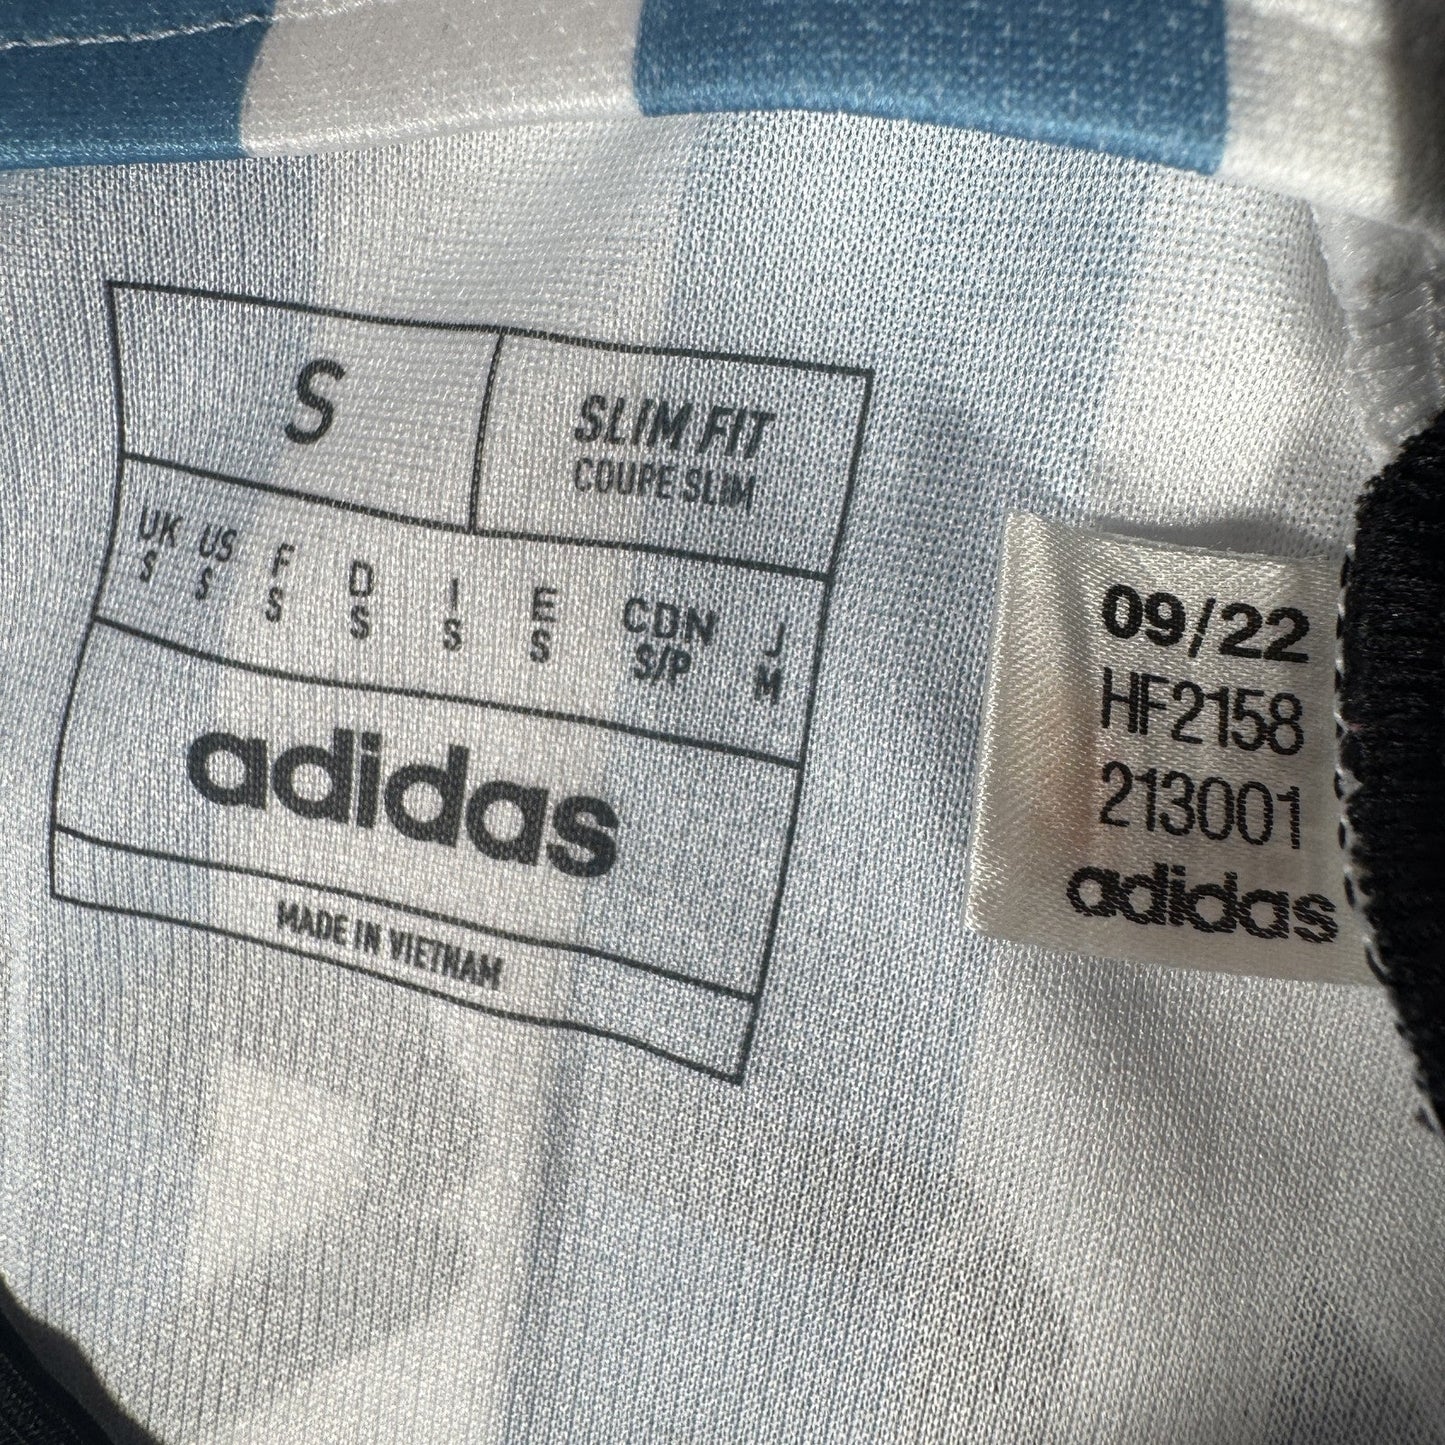 S
SLIM FIT
COUPE SLIM
UK US F D I E CDN J
S S S S S S S/P M
adidas
MADE IN VIETNAM
09/22
HF2158
213001
adidas